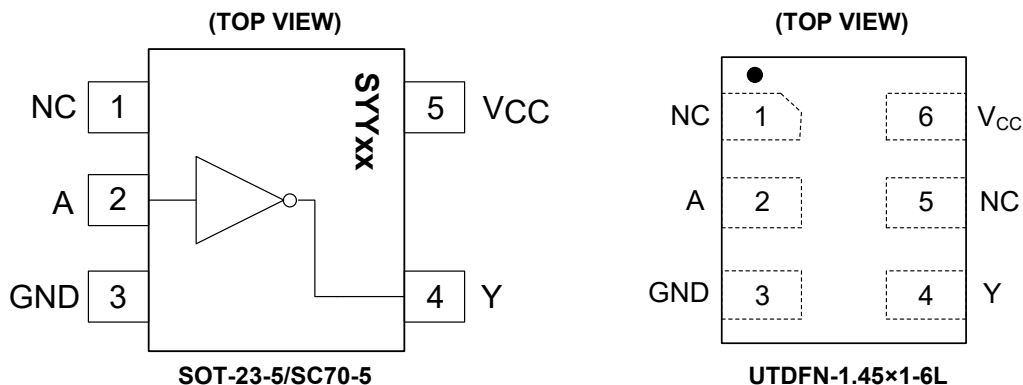 (TOP VIEW)
NC 1
A 2
GND 3
SYYxx
5 VCC
4 Y
SOT-23-5/SC70-5
(TOP VIEW)
NC 1
A 2
GND 3
6 VCC
5 NC
4 Y
UTDFN-1.45×1-6L